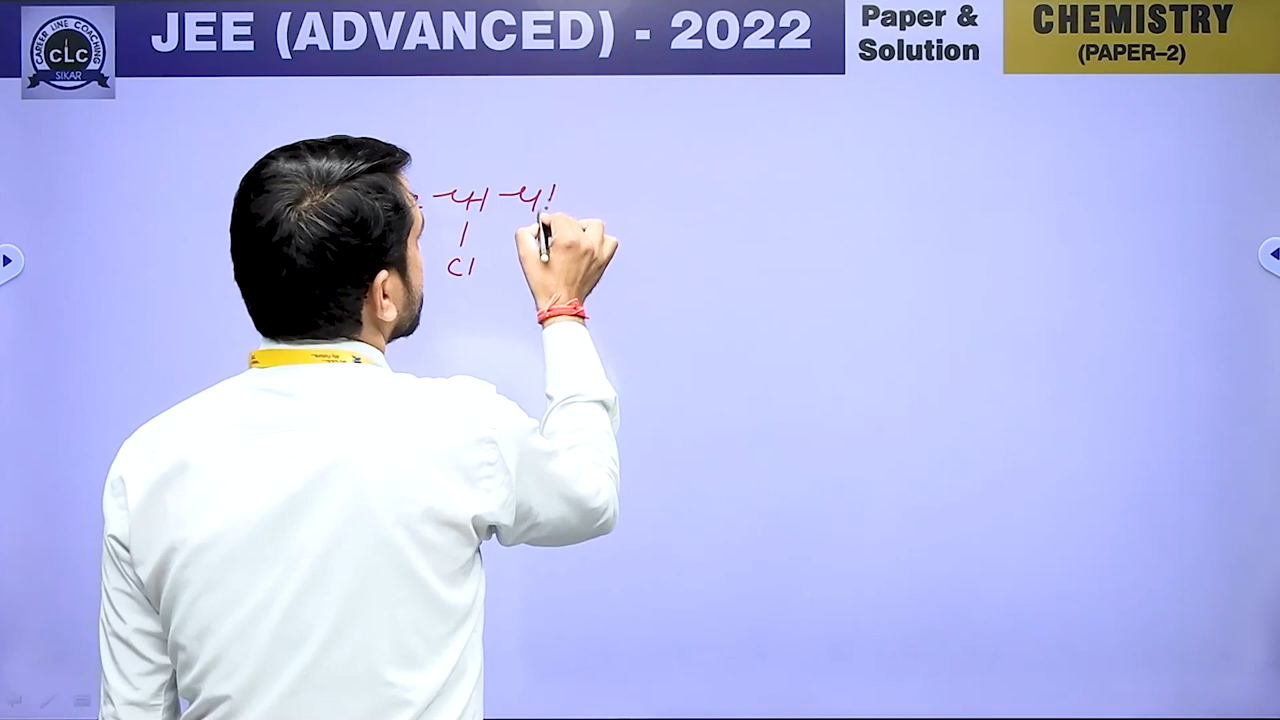 CAREER LINE COACHING
CLC
SIKAR
JEE (ADVANCED) - 2022
Paper &
Solution
CHEMISTRY
(PAPER–2)
Cl